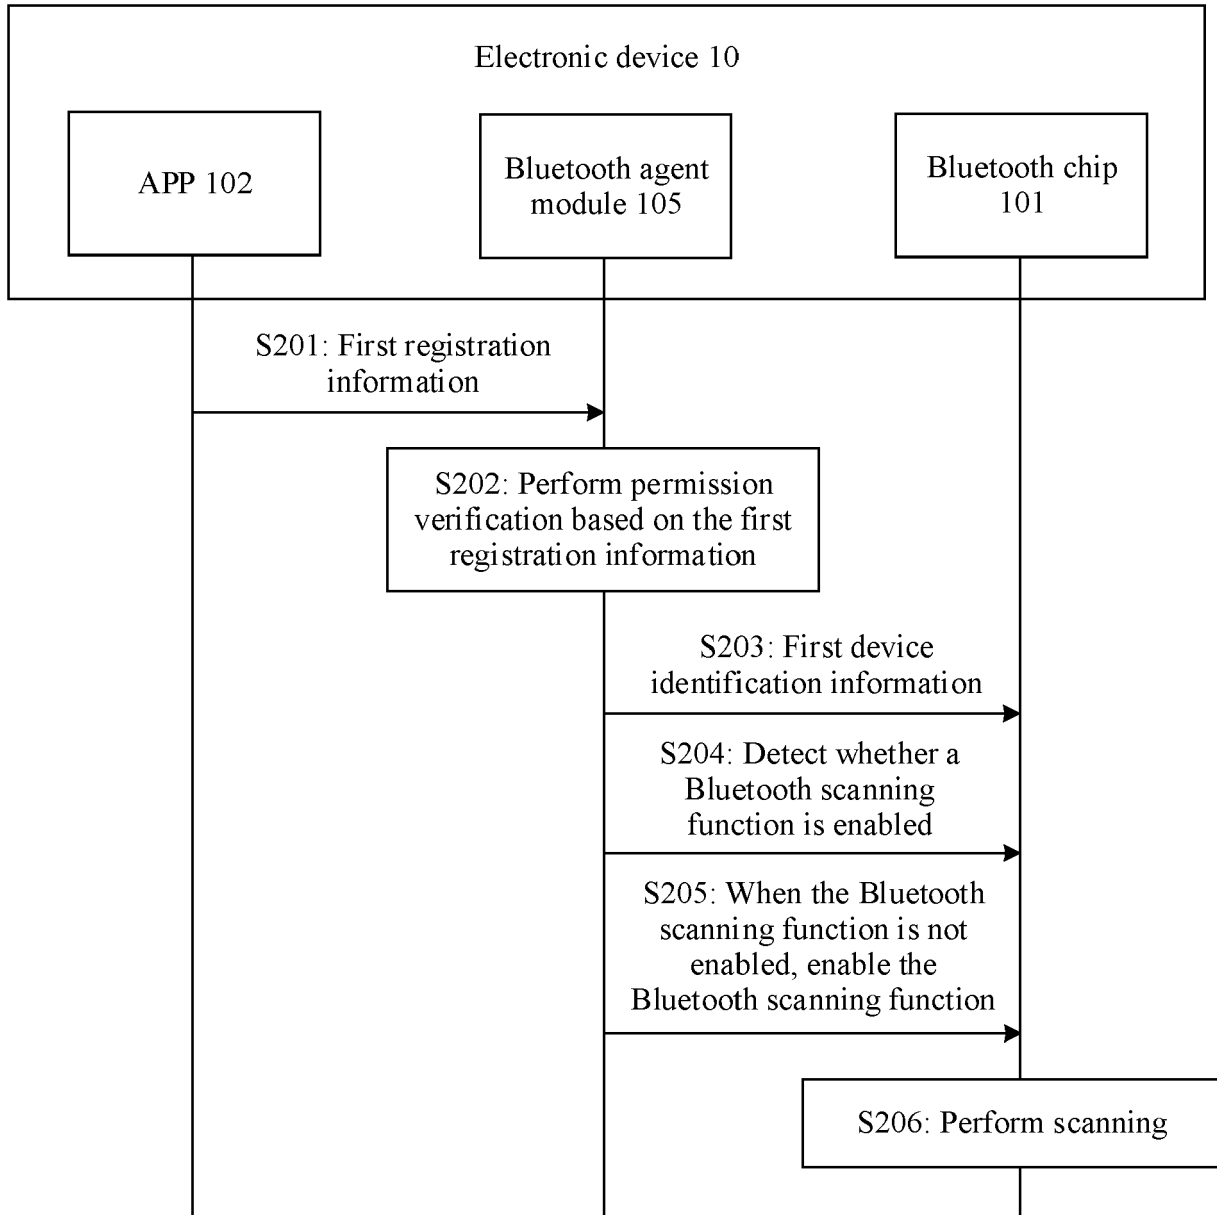 Electronic device 10
APP 102
Bluetooth agent
module 105
Bluetooth chip
101
S201: First registration
information
S202: Perform permission
verification based on the first
registration information
S203: First device
identification information
S204: Detect whether a
Bluetooth scanning
function is enabled
S205: When the Bluetooth
scanning function is not
enabled, enable the
Bluetooth scanning function
S206: Perform scanning